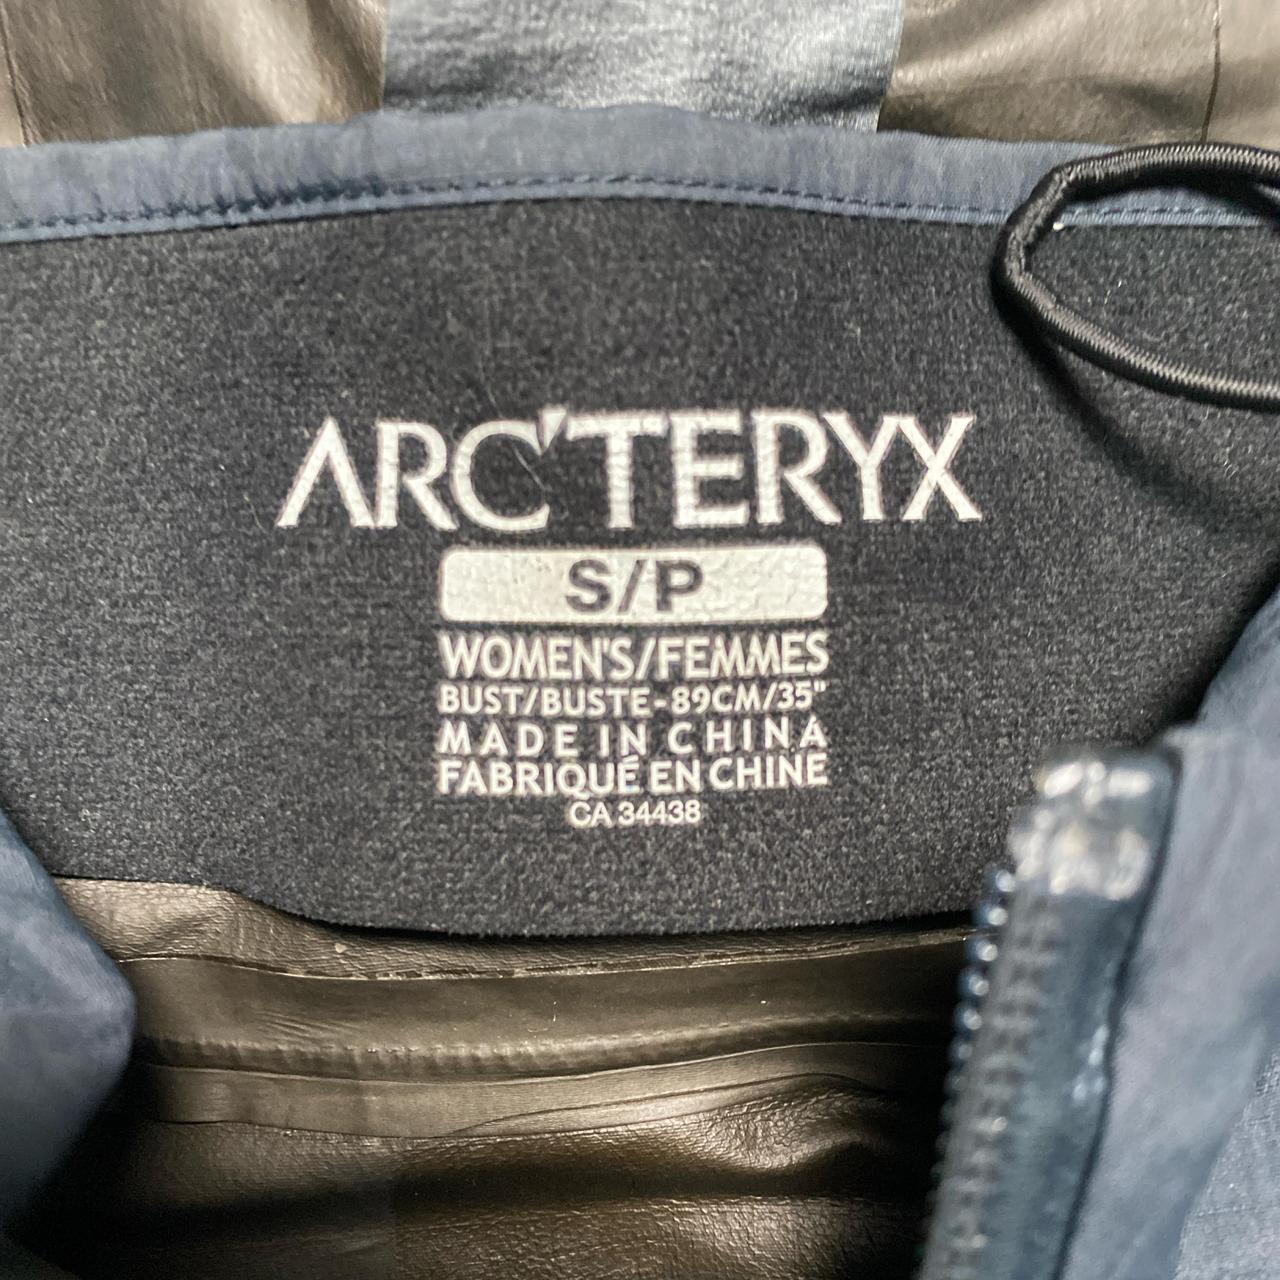 ARC'TERYX
S/P
WOMEN'S/FEMMES
BUST/BUSTE-89CM/35"
MADE IN CHINA
FABRIQUÉ EN CHINE
CA 34438